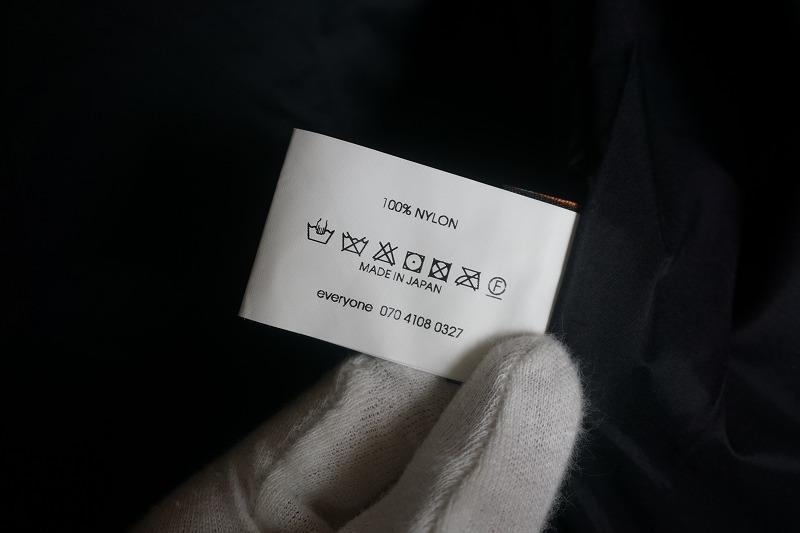 100% NYLON
F
MADE IN JAPAN
everyone 070 4108 0327